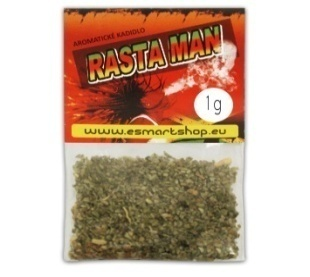 AROMATICKÉ KADIDLO
RASTA MAN
1g
www.esmartshop.eu